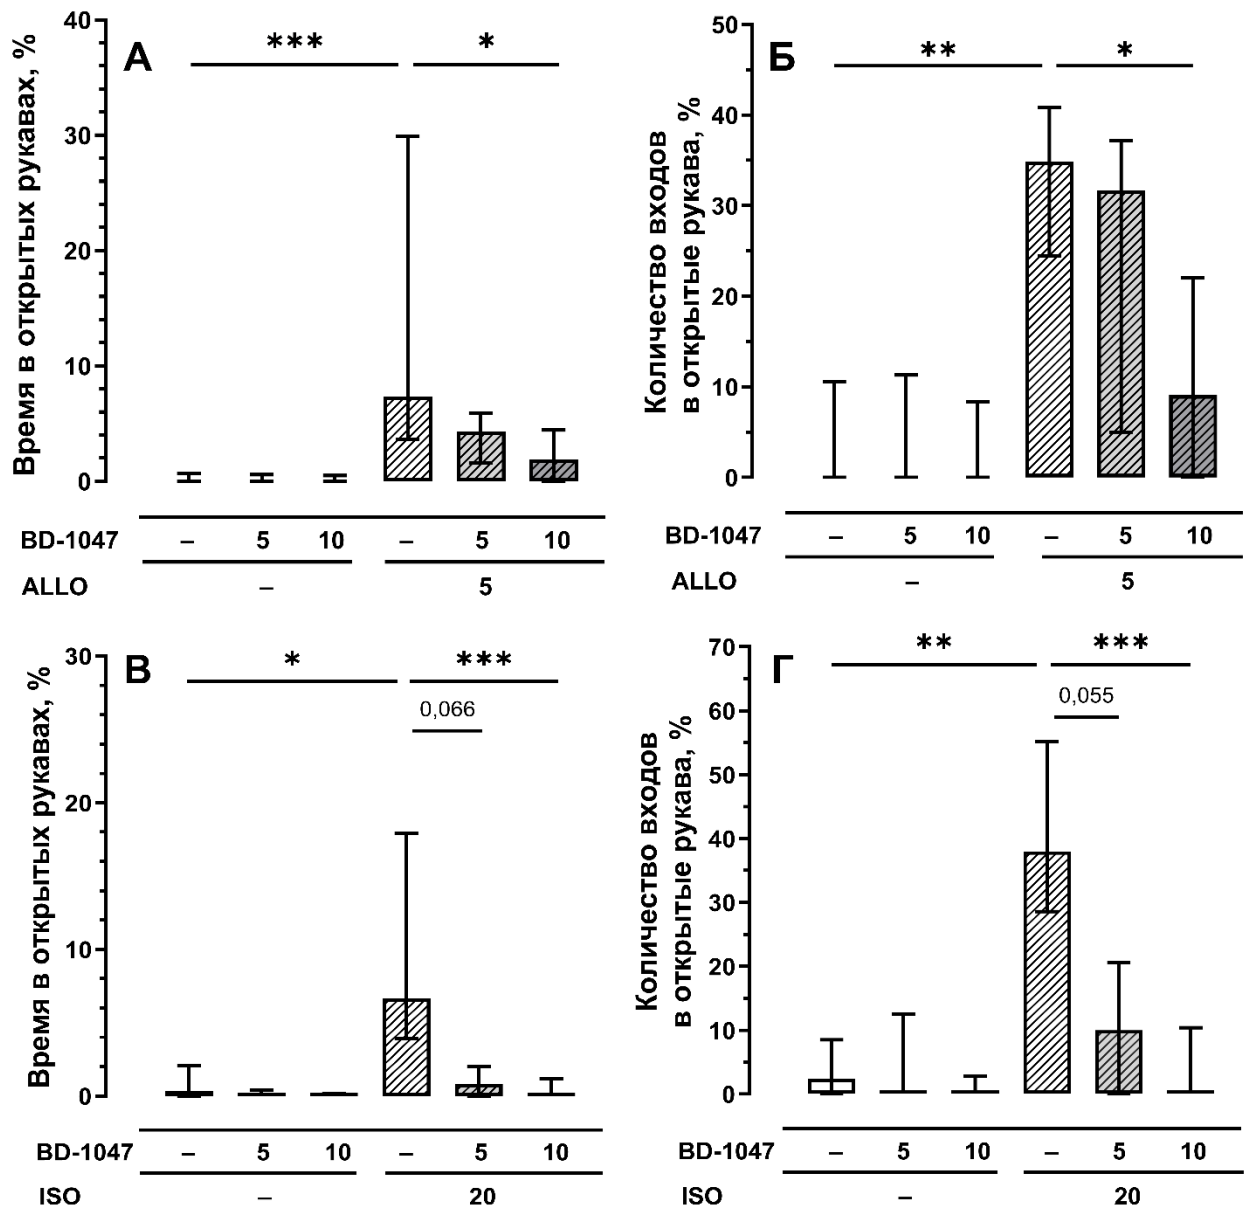 А
Время в открытых рукавах, %
40
30
20
10
0
***
*
BD-1047 – 5 10 – 5 10
ALLO – 5
Б
Количество входов
в открытые рукава, %
50
40
30
20
10
0
**
*
BD-1047 – 5 10 – 5 10
ALLO – 5
В
Время в открытых рукавах, %
30
20
10
0
*
***
0,066
BD-1047 – 5 10 – 5 10
ISO – 20
Г
Количество входов
в открытые рукава, %
70
60
50
40
30
20
10
0
**
***
0,055
BD-1047 – 5 10 – 5 10
ISO – 20